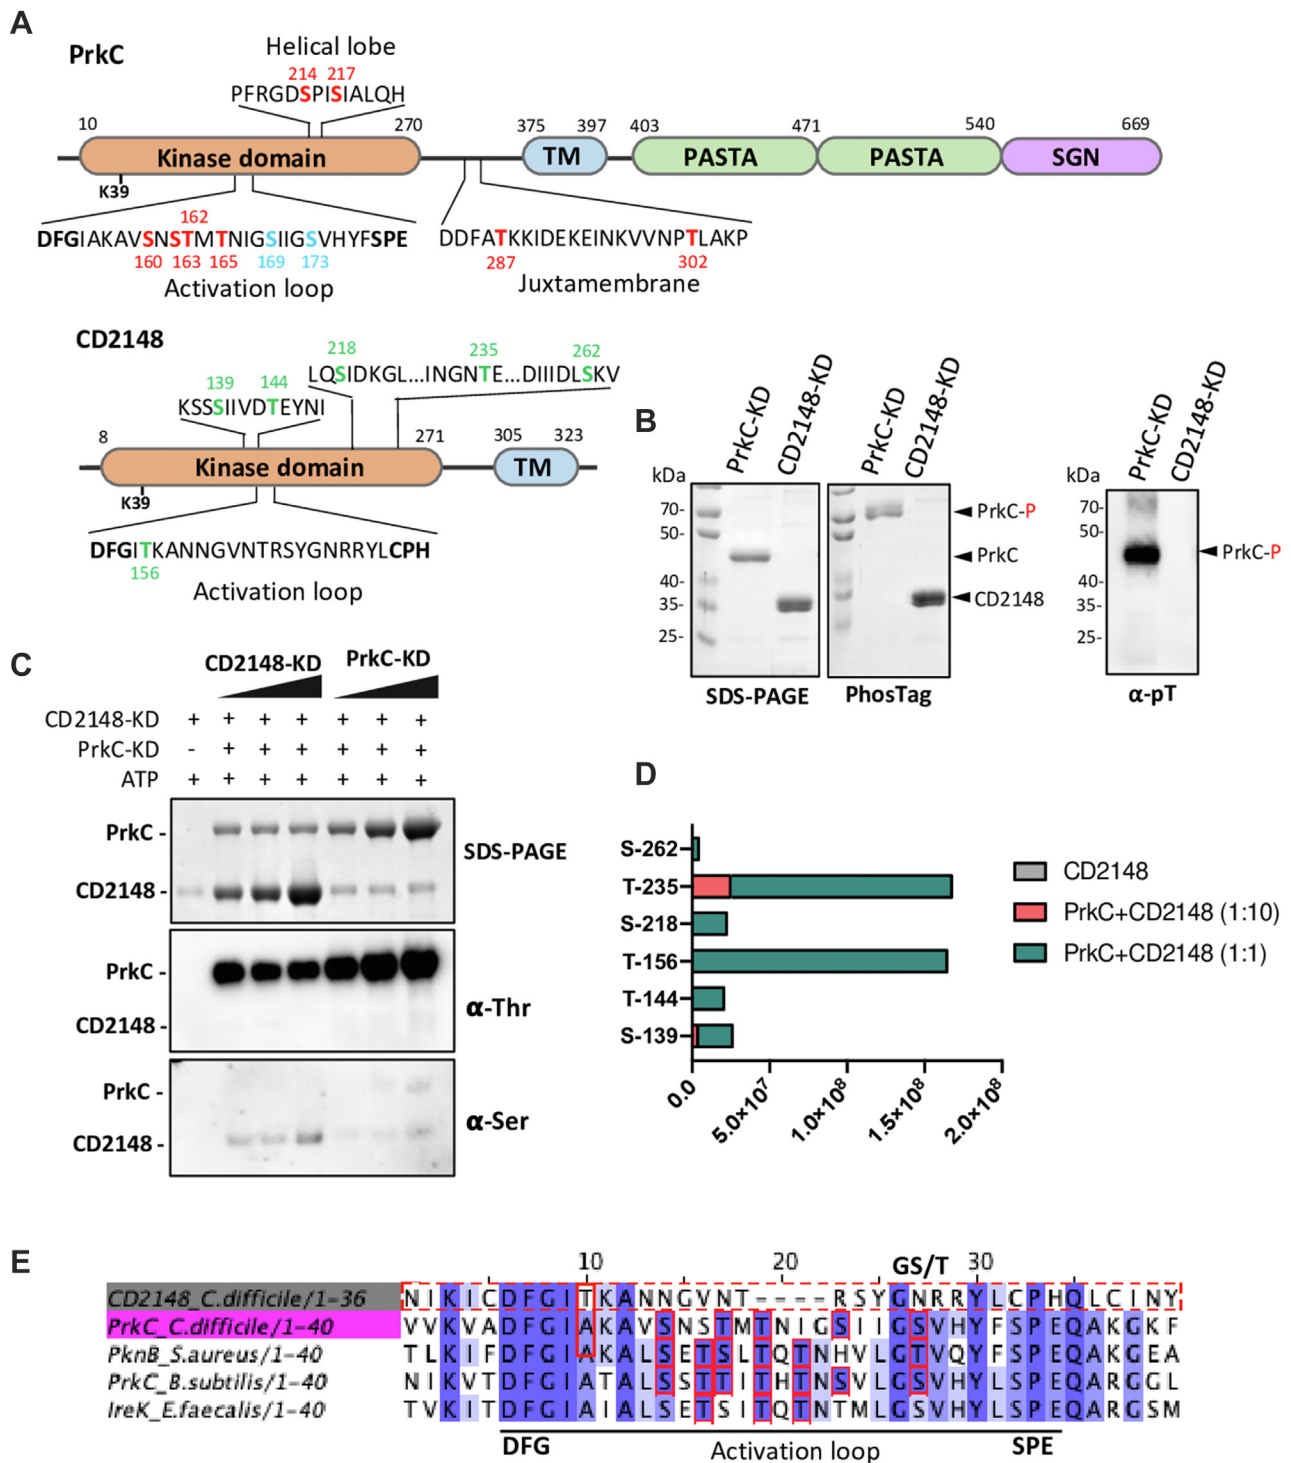 A
PrkC
Helical lobe
214 217
PFRGDSPISIALQH
10 270 375 397 403 471 540 669
Kinase domain TM PASTA PASTA SGN
K39
162
DFGIAKAVSNSTMTNIGSIIGSVHYFSPE
160 163 165 169 173
Activation loop
DDFATKKIDEKEINKVVNPTLAKP
287 302
Juxtamembrane
CD2148
218 235 262
LQSIDKGL...INGNTE...DIIIDLSKV
139 144
KSSSIIVDTEYNI
8 271 305 323
Kinase domain TM
K39
DFGITKANNGVNTRSYGNRRYLCPH
156
Activation loop
B
PrkC-KD CD2148-KD PrkC-KD CD2148-KD PrkC-KD CD2148-KD
kDa
70-
50-
40-
35-
25-
PrkC-P
PrkC
CD2148
SDS-PAGE PhosTag
kDa
70-
50-
40-
35-
25-
PrkC-P
α-pT
C
CD2148-KD PrkC-KD
CD2148-KD + + + + + + +
PrkC-KD - + + + + + +
ATP + + + + + + +
PrkC -
CD2148 -
SDS-PAGE
PrkC -
CD2148 -
α-Thr
PrkC -
CD2148 -
α-Ser
D
S-262
T-235
S-218
T-156
T-144
S-139
0.0 5.0×10⁷ 1.0×10⁸ 1.5×10⁸ 2.0×10⁸
CD2148
PrkC+CD2148 (1:10)
PrkC+CD2148 (1:1)
E
10 20 GS/T 30
CD2148_C.difficile/1-36 NIKICDFGITKANNGVNT----RSYGNRRYLCPHQLCINY
PrkC_C.difficile/1-40 VVKVADFGIAKAVSNSTMTNIGSIIGSVHYFSPEQAKGKF
PknB_S.aureus/1-40 TLKIFDFGIAKALSETSLTQTNHVLGTVQYFSPEQAKGEA
PrkC_B.subtilis/1-40 NIKVTDFGIATALSSTTITHTNSVLGSVHYLSPEQARGGL
IreK_E.faecalis/1-40 TVKITDFGIAIALSETSITQTNTMLGSVHYLSPEQARGSM
DFG Activation loop SPE